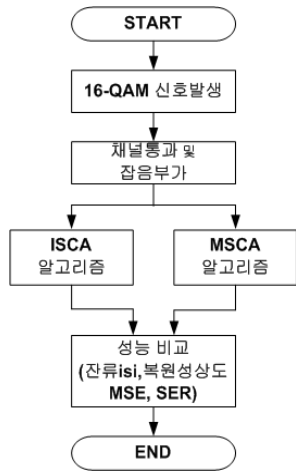 START
16-QAM 신호발생
채널통과 및
잡음부가
ISCA
알고리즘
MSCA
알고리즘
성능 비교
(잔류isi,복원성상도
MSE, SER)
END